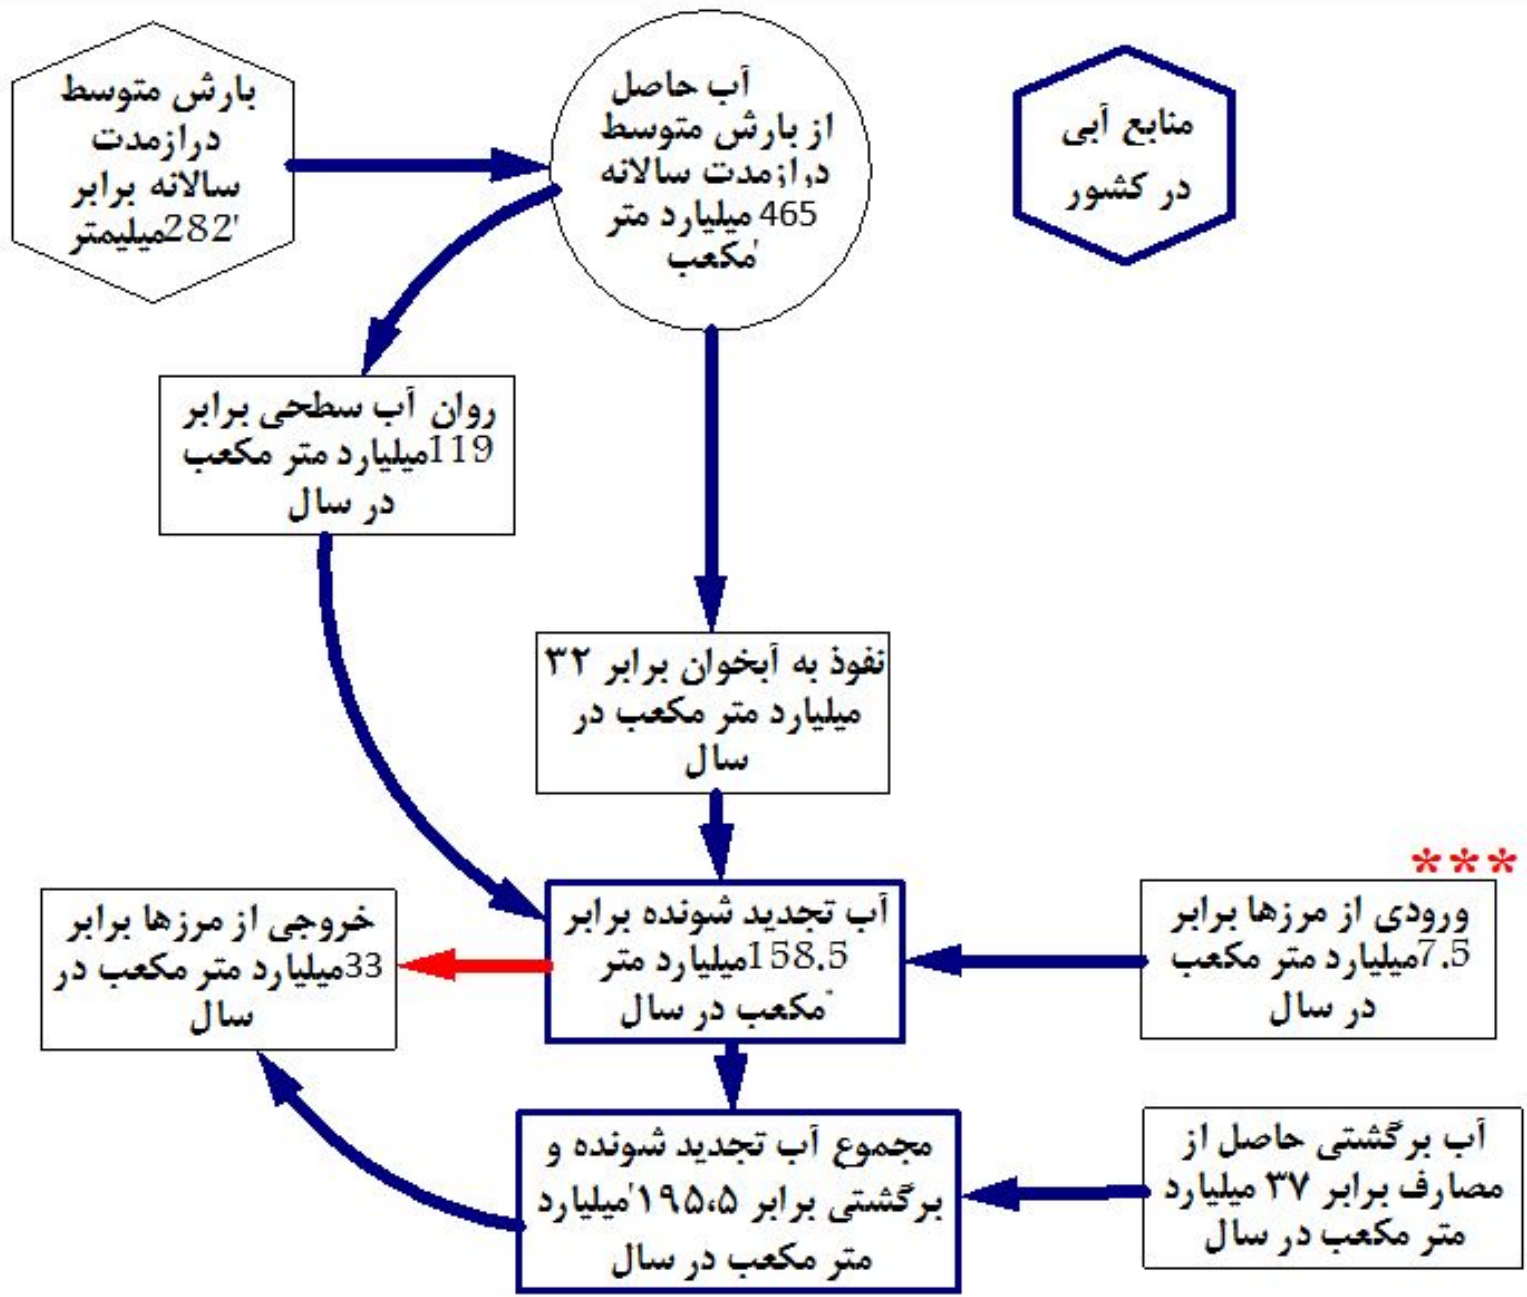 منابع آبی
در کشور
آب حاصل
از بارش متوسط
درازمدت سالانه
465 میلیارد متر
مکعب'
بارش متوسط
درازمدت
سالانه برابر
282'میلیمتر
روان آب سطحی برابر
119میلیارد متر مکعب
در سال
نفوذ به آبخوان برابر ۳۲
میلیارد متر مکعب در
سال
***
ورودی از مرزها برابر
7.5میلیارد متر مکعب
در سال
آب تجدید شونده برابر
158.5میلیارد متر
مکعب در سال
خروجی از مرزها برابر
33میلیارد متر مکعب در
سال
آب برگشتی حاصل از
مصارف برابر ۳۷ میلیارد
متر مکعب در سال
مجموع آب تجدید شونده و
برگشتی برابر ۱۹۵،۵'میلیارد
متر مکعب در سال